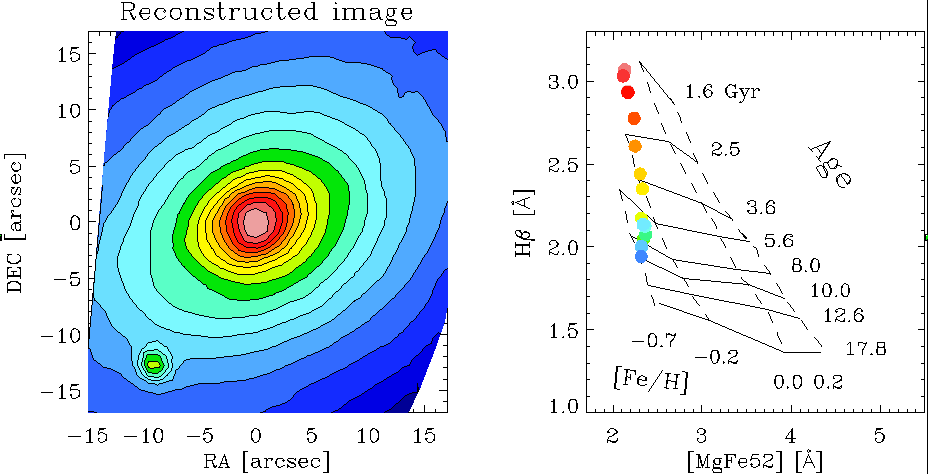 Reconstructed image
15
10
5
0
−5
−10
−15
DEC [arcsec]
−15 −10 −5 0 5 10 15
RA [arcsec]
3.0
2.5
2.0
1.5
1.0
Hβ [Å]
1.6 Gyr
2.5
Age
3.6
5.6
8.0
10.0
12.6
17.8
−0.7
−0.2
0.0 0.2
[Fe/H]
2 3 4 5
[MgFe52] [Å]